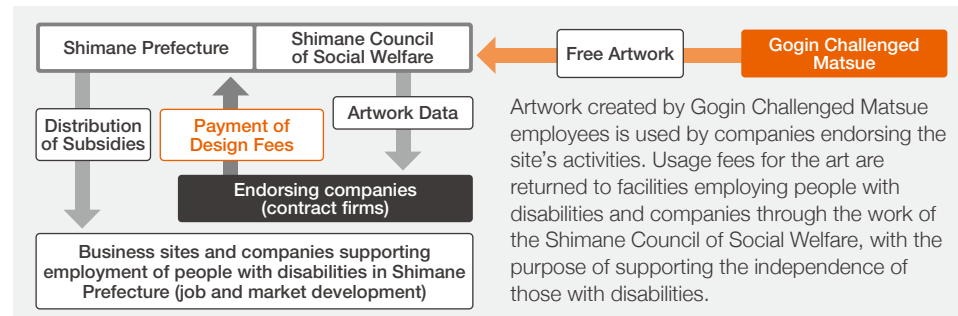 Shimane Prefecture
Shimane Council
of Social Welfare
Free Artwork
Gogin Challenged
Matsue
Distribution
of Subsidies
Payment of
Design Fees
Artwork Data
Endorsing companies
(contract firms)
Business sites and companies supporting
employment of people with disabilities in Shimane
Prefecture (job and market development)
Artwork created by Gogin Challenged Matsue
employees is used by companies endorsing the
site’s activities. Usage fees for the art are
returned to facilities employing people with
disabilities and companies through the work of
the Shimane Council of Social Welfare, with the
purpose of supporting the independence of
those with disabilities.